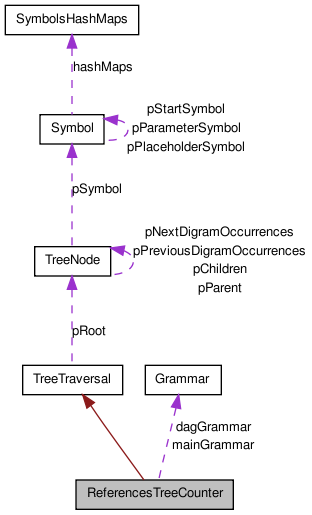 SymbolsHashMaps
hashMaps
Symbol
pStartSymbol
pParameterSymbol
pPlaceholderSymbol
pSymbol
TreeNode
pNextDigramOccurrences
pPreviousDigramOccurrences
pChildren
pParent
pRoot
TreeTraversal
Grammar
dagGrammar
mainGrammar
ReferencesTreeCounter